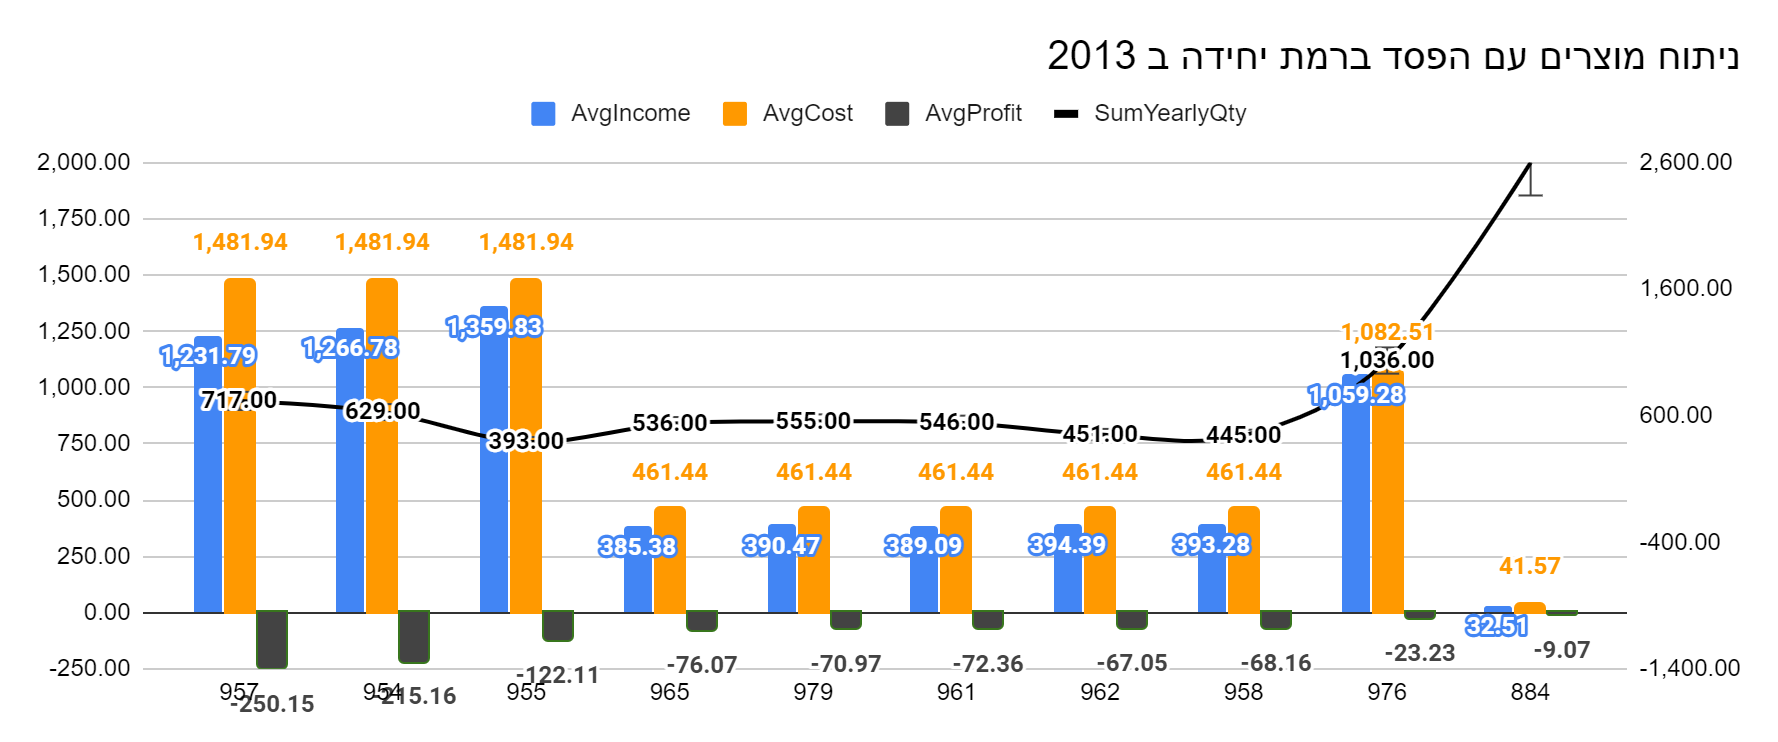 ניתוח מוצרים עם הפסד ברמת יחידה ב 2013
AvgIncome AvgCost AvgProfit SumYearlyQty
2,000.00 2,600.00
1,750.00
1,481.94 1,481.94 1,481.94
1,500.00 1,600.00
1,250.00 1,359.83 1,082.51
1,231.79 1,266.78 1,036.00
1,000.00 1,059.28
717.00 629.00 600.00
750.00 393.00 536.00 555.00 546.00 451.00 445.00
461.44 461.44 461.44 461.44 461.44
500.00
385.38 390.47 389.09 394.39 393.28 -400.00
250.00 41.57
0.00 32.51
-250.00 -122.11 -76.07 -70.97 -72.36 -67.05 -68.16 -23.23 -9.07 -1,400.00
957 954 955 965 979 961 962 958 976 884
-250.15 -215.16